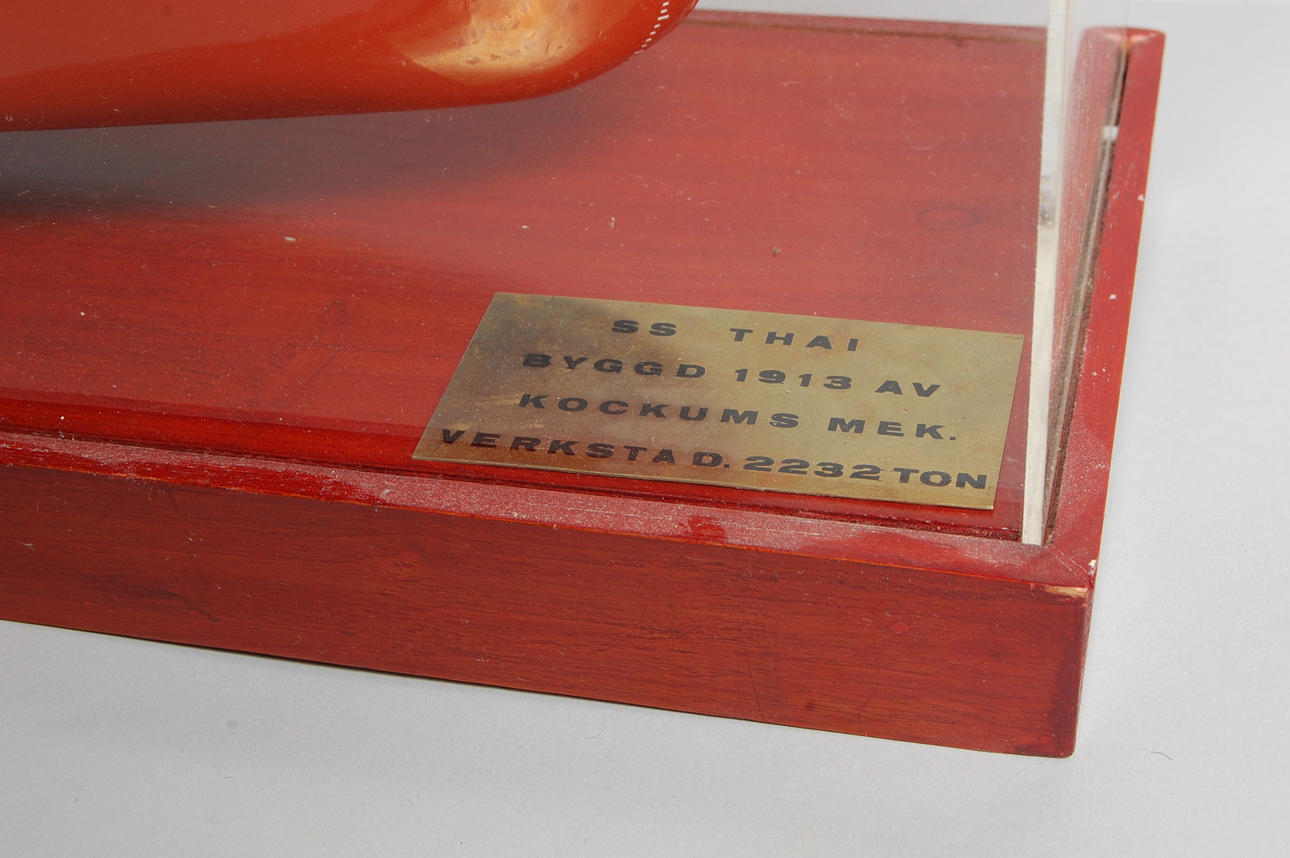 SS THAI
BYGGD 1913 AV
KOCKUMS MEK.
VERKSTAD. 2232 TON